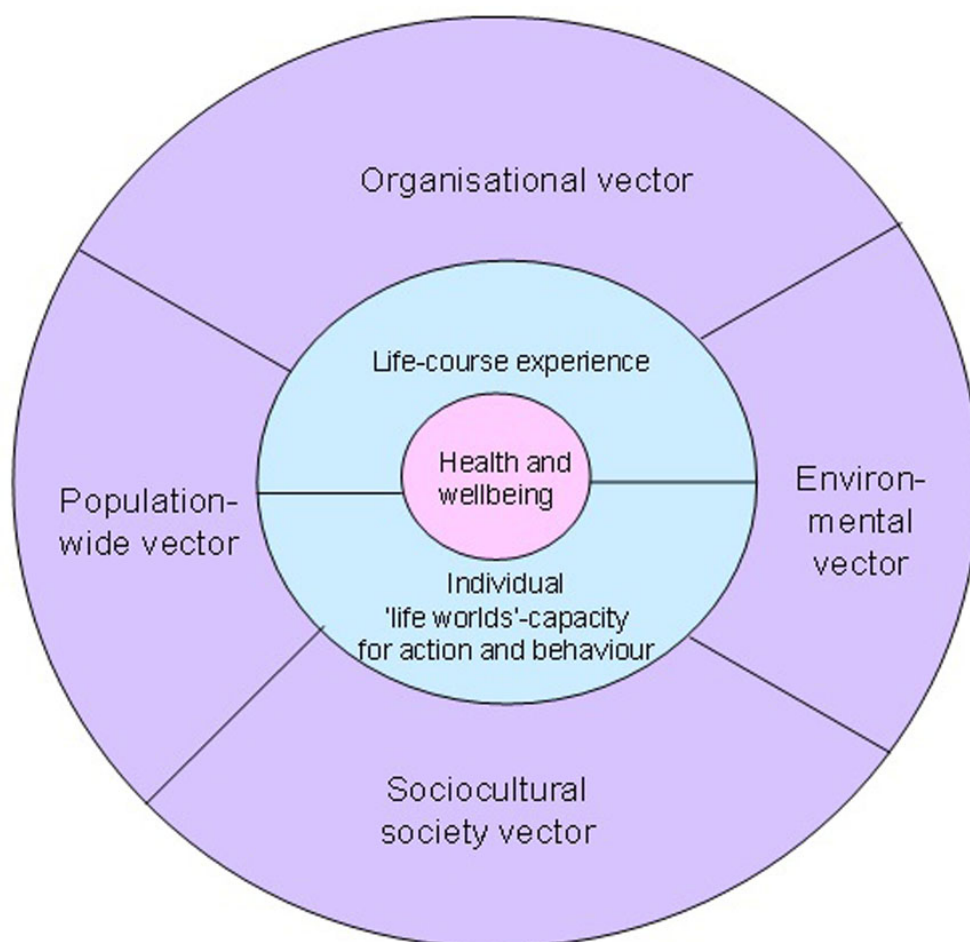 Organisational vector
Life-course experience
Health and
wellbeing
Population-
wide vector
Environ-
mental
vector
Individual
'life worlds'-capacity
for action and behaviour
Sociocultural
society vector